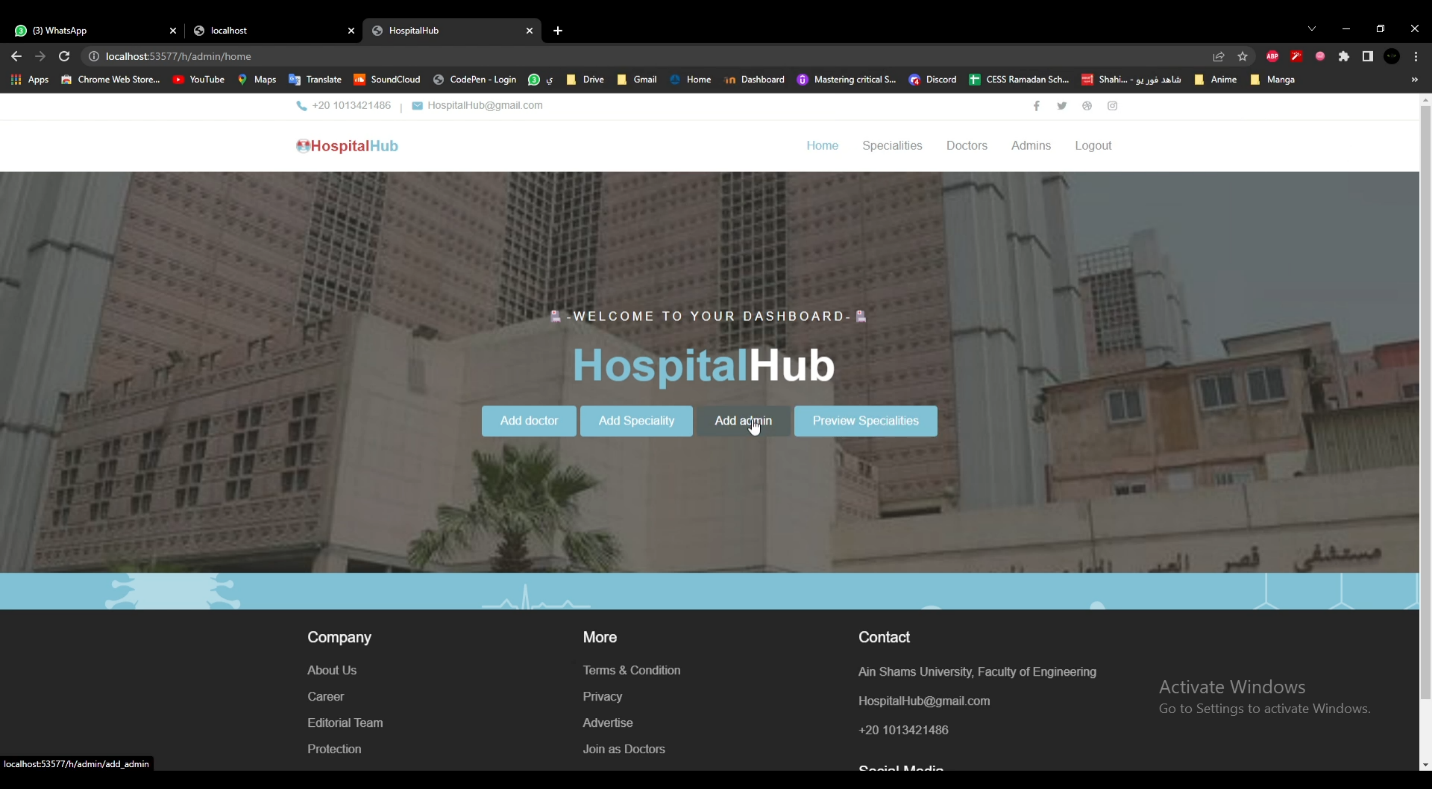 (3) WhatsApp
localhost
HospitalHub
localhost:53577/h/admin/home
Apps Chrome Web Store... YouTube Maps Translate SoundCloud CodePen - Login ي Drive Gmail Home Dashboard Mastering critical S... Discord CESS Ramadan Sch... Shahi... - شاهد فور يو Anime Manga »
+20 1013421486 | HospitalHub@gmail.com
HospitalHub
Home Specialities Doctors Admins Logout
-WELCOME TO YOUR DASHBOARD-
HospitalHub
Add doctor Add Speciality Add admin Preview Specialities
مستشفي قصر العيني
Company
About Us
Career
Editorial Team
Protection
More
Terms & Condition
Privacy
Advertise
Join as Doctors
Contact
Ain Shams University, Faculty of Engineering
HospitalHub@gmail.com
+20 1013421486
Social Media
Activate Windows
Go to Settings to activate Windows.
localhost:53577/h/admin/add_admin